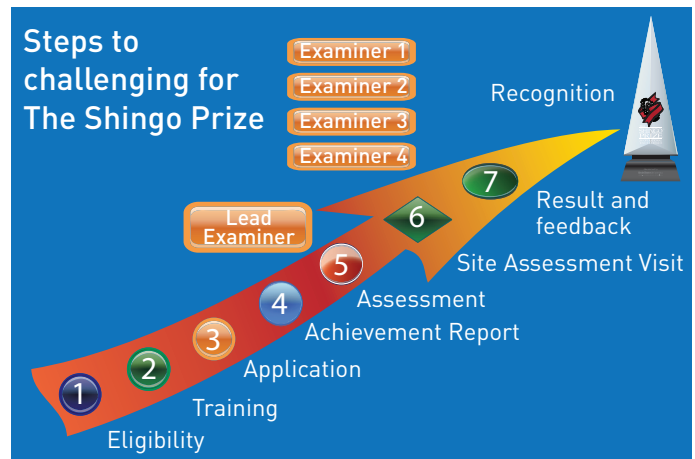 Steps to
challenging for
The Shingo Prize
Examiner 1
Examiner 2
Examiner 3
Examiner 4
Recognition
Lead
Examiner
7
Result and
feedback
6
Site Assessment Visit
5
Assessment
4
Achievement Report
3
Application
2
Training
1
Eligibility